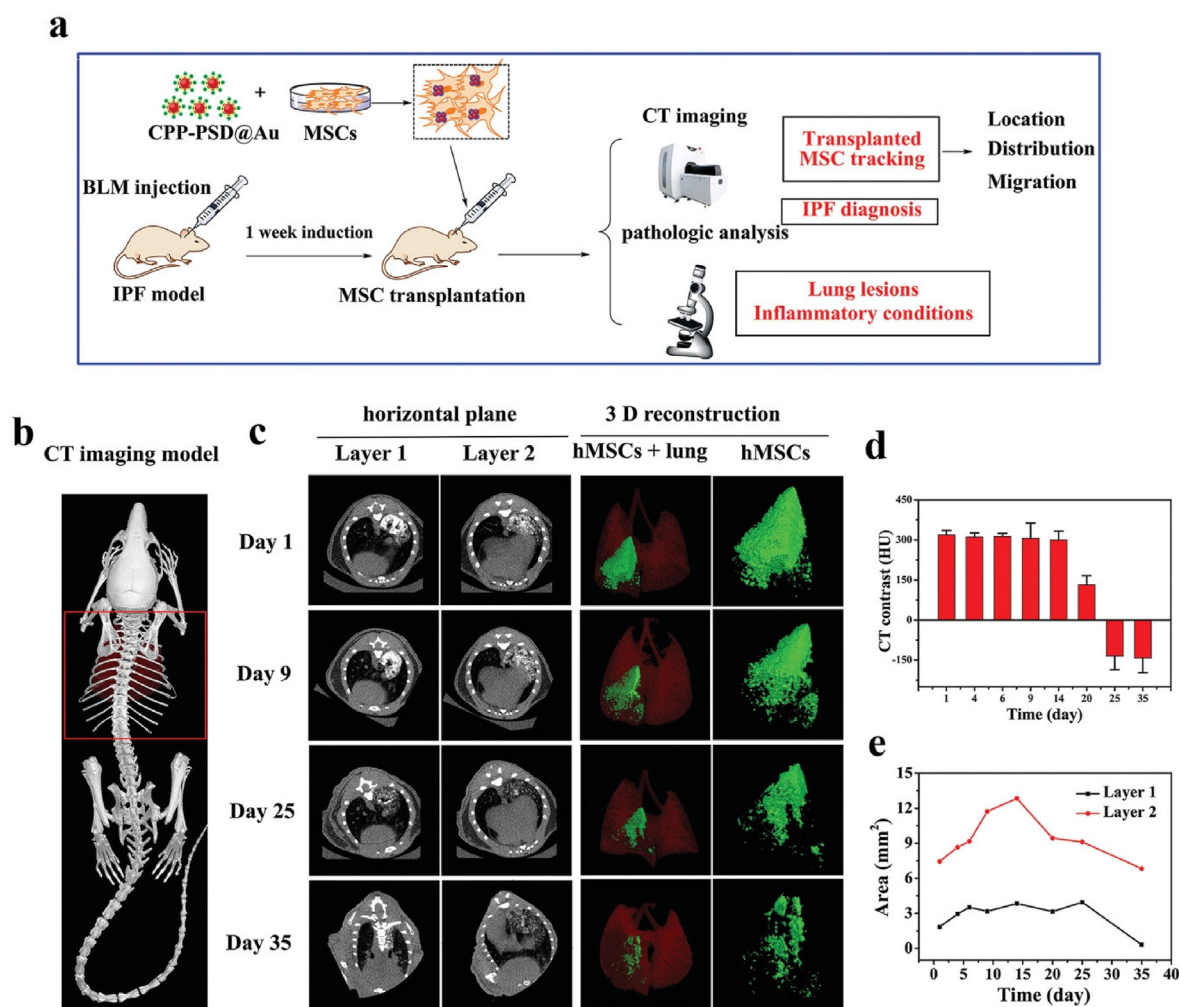 a
CPP-PSD@Au
+
MSCs
BLM injection
IPF model
1 week induction
MSC transplantation
CT imaging
pathologic analysis
Transplanted
MSC tracking
Location
Distribution
Migration
IPF diagnosis
Lung lesions
Inflammatory conditions
b
CT imaging model
c
horizontal plane
3 D reconstruction
Layer 1
Layer 2
hMSCs + lung
hMSCs
Day 1
Day 9
Day 25
Day 35
d
CT contrast (HU)
450
300
150
0
-150
1 4 6 9 14 20 25 35
Time (day)
e
Area (mm²)
15
12
9
6
3
0
Layer 1
Layer 2
0 5 10 15 20 25 30 35 40
Time (day)